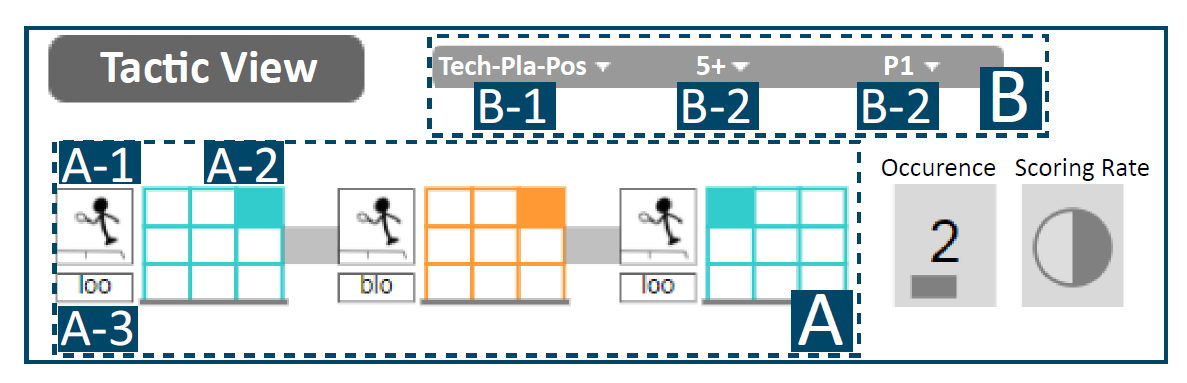 Tactic View
Tech-Pla-Pos 5+ P1
B-1 B-2 B-2 B
A-1 A-2
Occurence Scoring Rate
2
loo blo loo
A-3 A